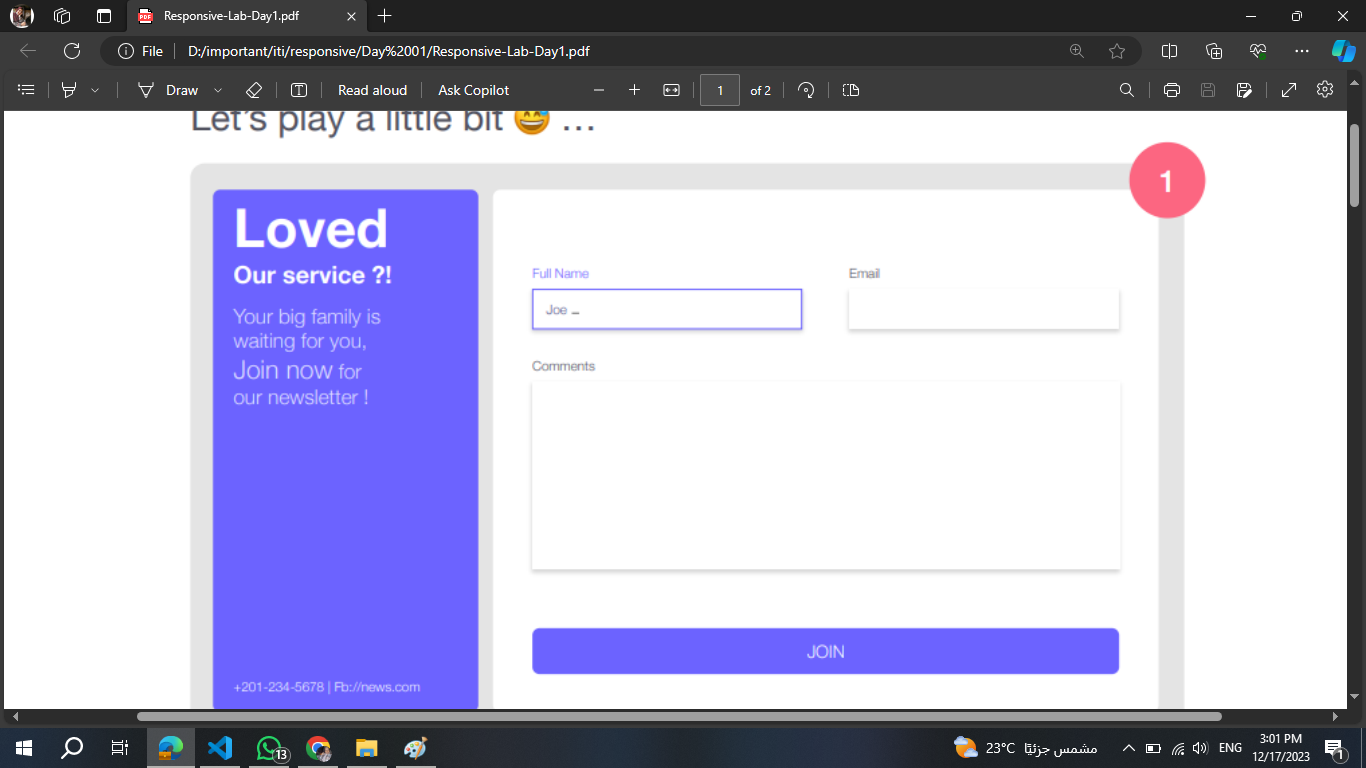 Responsive-Lab-Day1.pdf
File
D:/important/iti/responsive/Day%2001/Responsive-Lab-Day1.pdf
Draw
Read aloud
Ask Copilot
1
of 2
Let's play a little bit 😅 ...
1
Loved
Our service ?!
Your big family is
waiting for you,
Join now for
our newsletter !
+201-234-5678 | Fb://news.com
Full Name
Joe _
Email
Comments
JOIN
13
23°C مشمس جزئيًا
ENG
3:01 PM
12/17/2023
1